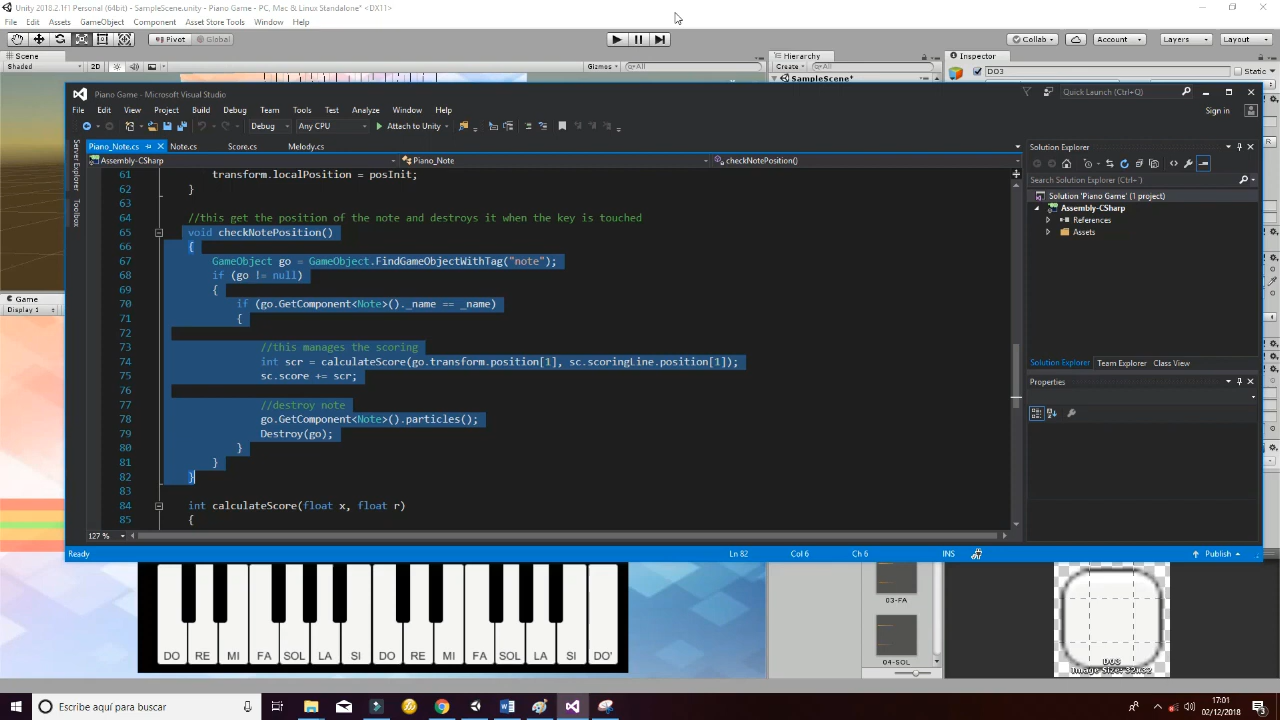 Unity 2018.2.1f1 Personal (64bit) - SampleScene.unity - Piano Game - PC, Mac & Linux Standalone* <DX11>
File Edit Assets GameObject Component Asset Store Tools Window Help
Pivot Global Collab Account Layers Layout
Scene Hierarchy Inspector
Shaded 2D Gizmos All Create All DO3 Static
SampleScene*
Piano Game - Microsoft Visual Studio
Quick Launch (Ctrl+Q)
File Edit View Project Build Debug Team Tools Test Analyze Window Help
Sign in
Debug Any CPU Attach to Unity
Piano_Note.cs Note.cs Score.cs Melody.cs
Solution Explorer
Assembly-CSharp Piano_Note checkNotePosition()
Server Explorer
Toolbox
Search Solution Explorer (Ctrl+)
Solution 'Piano Game' (1 project)
Assembly-CSharp
References
Assets
61 transform.localPosition = posInit;
62 }
63
64 //this get the position of the note and destroys it when the key is touched
65 void checkNotePosition()
66 {
67 GameObject go = GameObject.FindGameObjectWithTag("note");
68 if (go != null)
69 {
70 if (go.GetComponent<Note>()._name == _name)
71 {
72
73 //this manages the scoring
74 int scr = calculateScore(go.transform.position[1], sc.scoringLine.position[1]);
75 sc.score += scr;
76
77 //destroy note
78 go.GetComponent<Note>().particles();
79 Destroy(go);
80 }
81 }
82 }
83
84 int calculateScore(float x, float r)
85 {
Solution Explorer Team Explorer Class View
Properties
Game
Display 1
127 %
Ready Ln 82 Col 6 Ch 6 INS Publish
DO RE MI FA SOL LA SI DO RE MI FA SOL LA SI DO'
03-FA
04-SOL
DO3
Image Size: 32x32
Escribe aquí para buscar
17:01
02/12/2018